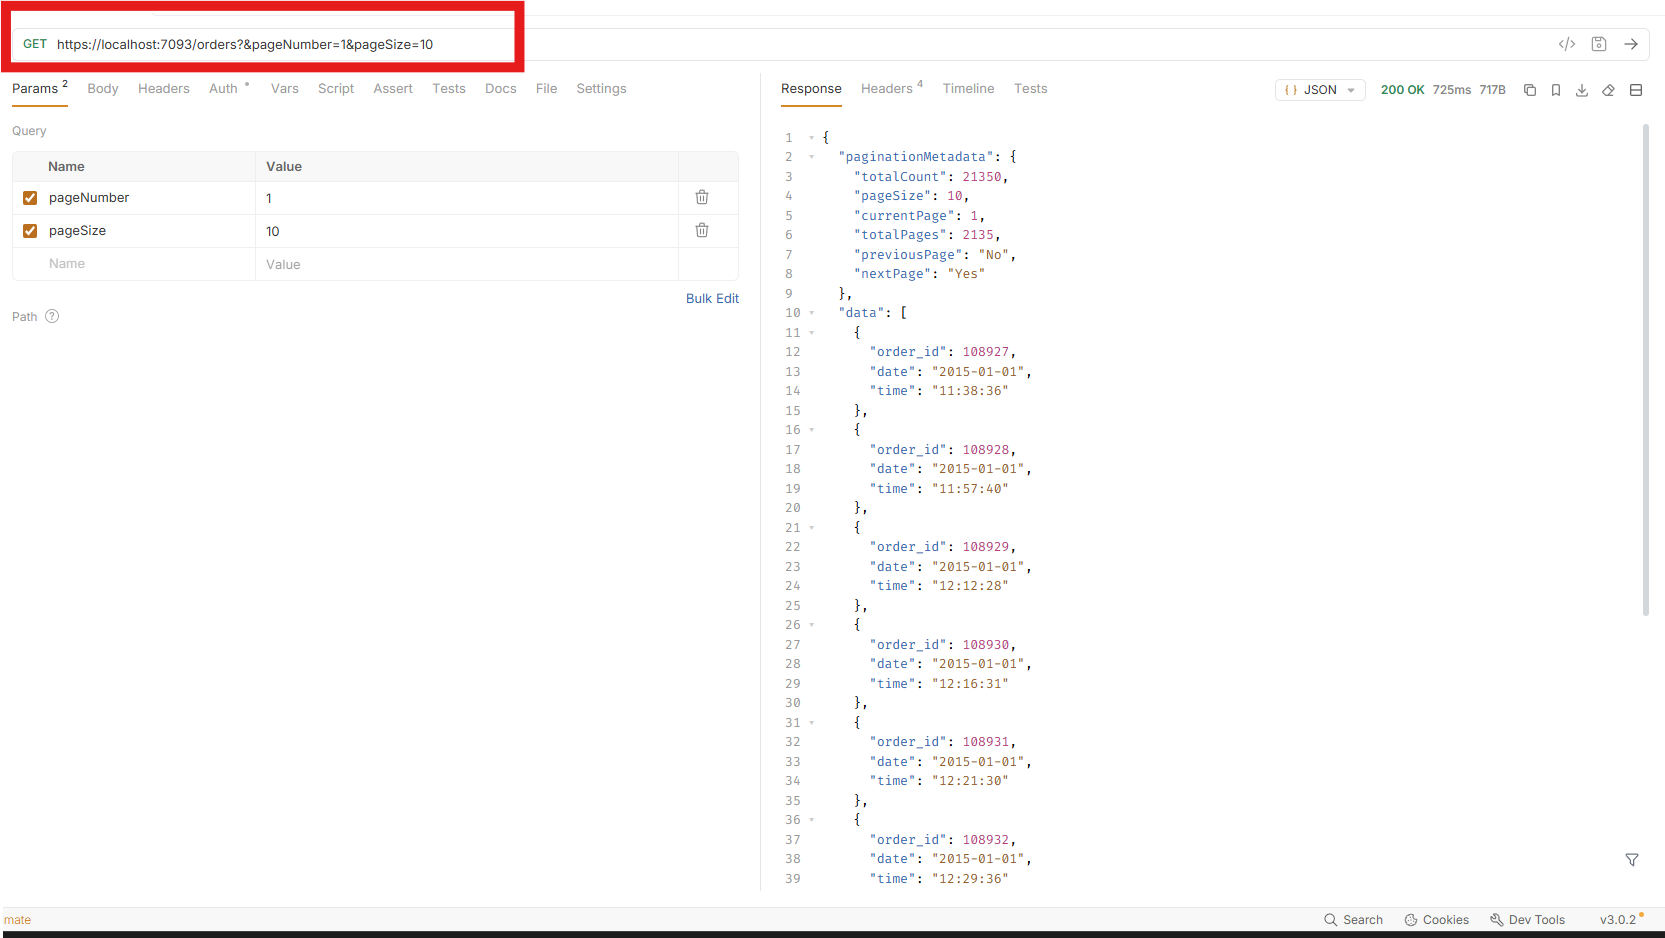 GET https://localhost:7093/orders?&pageNumber=1&pageSize=10
Params 2 Body Headers Auth Vars Script Assert Tests Docs File Settings
Query
Name Value
pageNumber 1
pageSize 10
Name Value
Bulk Edit
Path ?
Response Headers 4 Timeline Tests
{ } JSON 200 OK 725ms 717B
1 {
2 "paginationMetadata": {
3 "totalCount": 21350,
4 "pageSize": 10,
5 "currentPage": 1,
6 "totalPages": 2135,
7 "previousPage": "No",
8 "nextPage": "Yes"
9 },
10 "data": [
11 {
12 "order_id": 108927,
13 "date": "2015-01-01",
14 "time": "11:38:36"
15 },
16 {
17 "order_id": 108928,
18 "date": "2015-01-01",
19 "time": "11:57:40"
20 },
21 {
22 "order_id": 108929,
23 "date": "2015-01-01",
24 "time": "12:12:28"
25 },
26 {
27 "order_id": 108930,
28 "date": "2015-01-01",
29 "time": "12:16:31"
30 },
31 {
32 "order_id": 108931,
33 "date": "2015-01-01",
34 "time": "12:21:30"
35 },
36 {
37 "order_id": 108932,
38 "date": "2015-01-01",
39 "time": "12:29:36"
mate
Search Cookies Dev Tools v3.0.2